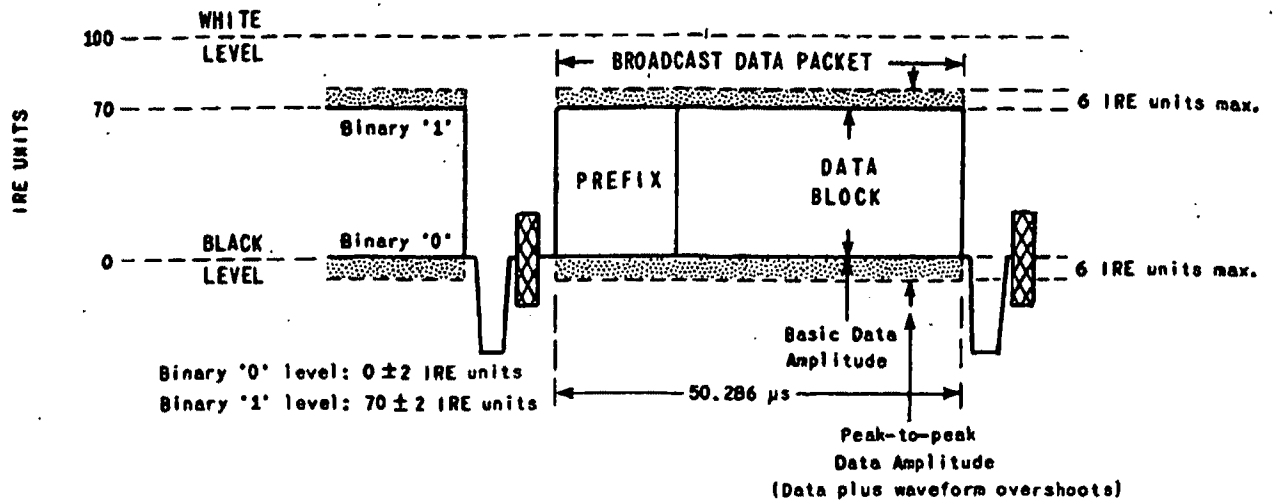 WHITE
100
LEVEL
BROADCAST DATA PACKET
70
6 IRE units max.
Binary '1'
IRE UNITS
PREFIX
DATA
BLOCK
Binary '0'
BLACK
0
LEVEL
6 IRE units max.
Basic Data
Amplitude
Binary '0' level: 0 ± 2 IRE units
50.286 µs
Binary '1' level: 70 ± 2 IRE units
Peak-to-peak
Data Amplitude
(Data plus waveform overshoots)